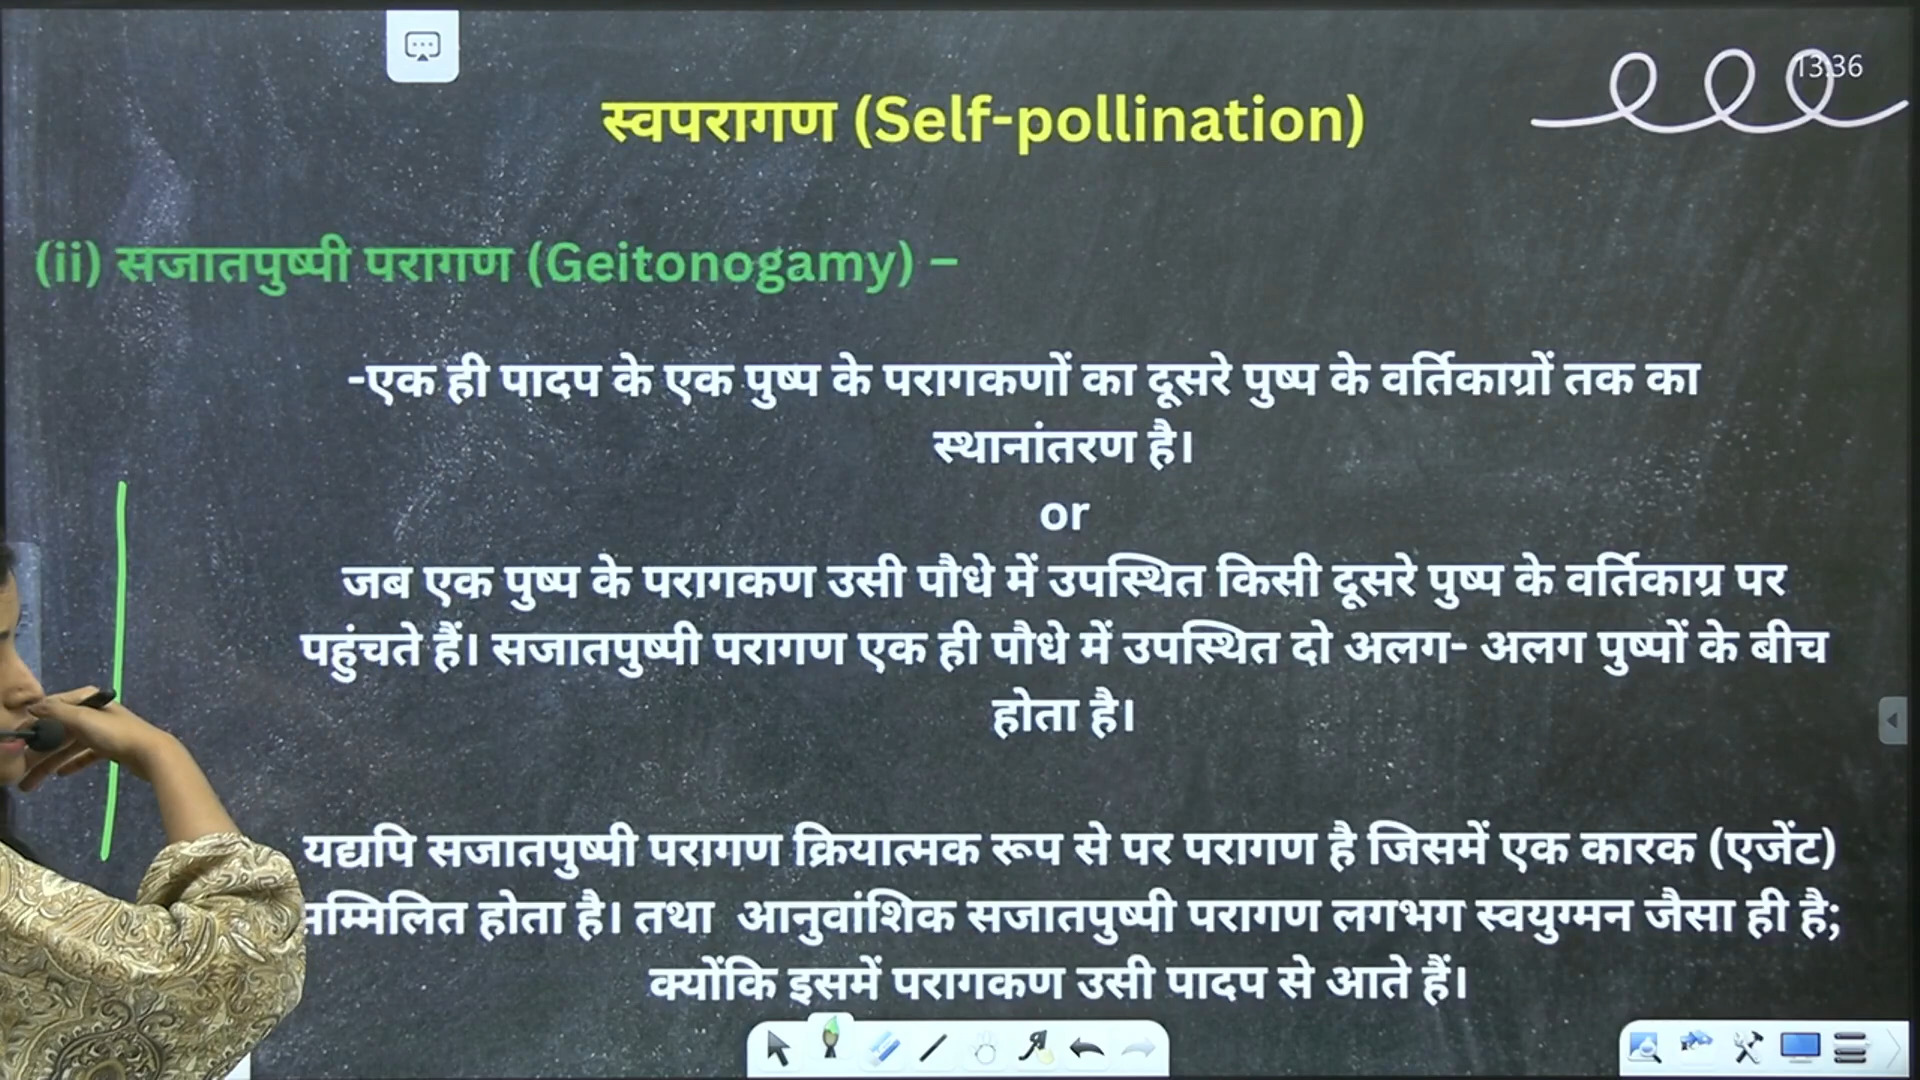 13:36
स्वपरागण (Self-pollination)
(ii) सजातपुष्पी परागण (Geitonogamy) –
-एक ही पादप के एक पुष्प के परागकणों का दूसरे पुष्प के वर्तिकाग्रों तक का
स्थानांतरण है।
or
जब एक पुष्प के परागकण उसी पौधे में उपस्थित किसी दूसरे पुष्प के वर्तिकाग्र पर
पहुंचते हैं। सजातपुष्पी परागण एक ही पौधे में उपस्थित दो अलग- अलग पुष्पों के बीच
होता है।
यद्यपि सजातपुष्पी परागण क्रियात्मक रूप से पर परागण है जिसमें एक कारक (एजेंट)
सम्मिलित होता है। तथा आनुवांशिक सजातपुष्पी परागण लगभग स्वयुग्मन जैसा ही है;
क्योंकि इसमें परागकण उसी पादप से आते हैं।